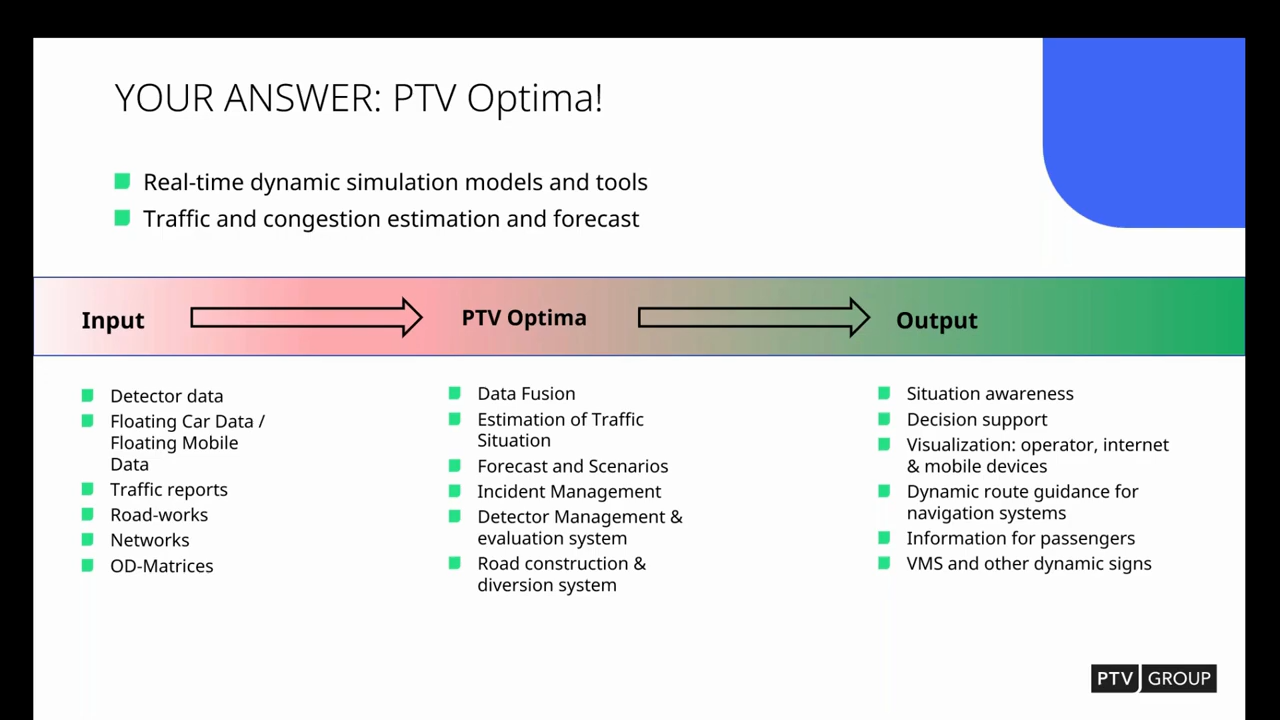 YOUR ANSWER: PTV Optima!
Real-time dynamic simulation models and tools
Traffic and congestion estimation and forecast
Input
PTV Optima
Output
Detector data
Floating Car Data /
Floating Mobile
Data
Traffic reports
Road-works
Networks
OD-Matrices
Data Fusion
Estimation of Traffic
Situation
Forecast and Scenarios
Incident Management
Detector Management &
evaluation system
Road construction &
diversion system
Situation awareness
Decision support
Visualization: operator, internet
& mobile devices
Dynamic route guidance for
navigation systems
Information for passengers
VMS and other dynamic signs
PTV GROUP